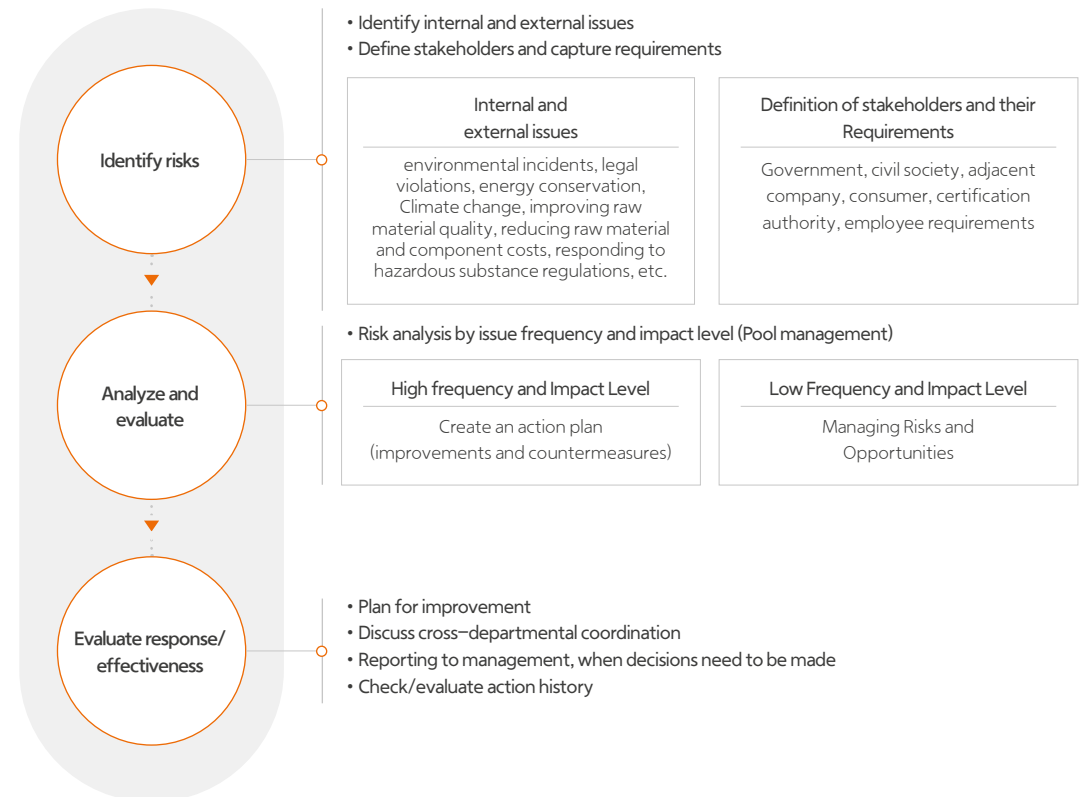 Identify risks
• Identify internal and external issues
• Define stakeholders and capture requirements
Internal and
external issues
environmental incidents, legal
violations, energy conservation,
Climate change, improving raw
material quality, reducing raw material
and component costs, responding to
hazardous substance regulations, etc.
Definition of stakeholders and their
Requirements
Government, civil society, adjacent
company, consumer, certification
authority, employee requirements
Analyze and
evaluate
• Risk analysis by issue frequency and impact level (Pool management)
High frequency and Impact Level
Create an action plan
(improvements and countermeasures)
Low Frequency and Impact Level
Managing Risks and
Opportunities
Evaluate response/
effectiveness
• Plan for improvement
• Discuss cross-departmental coordination
• Reporting to management, when decisions need to be made
• Check/evaluate action history